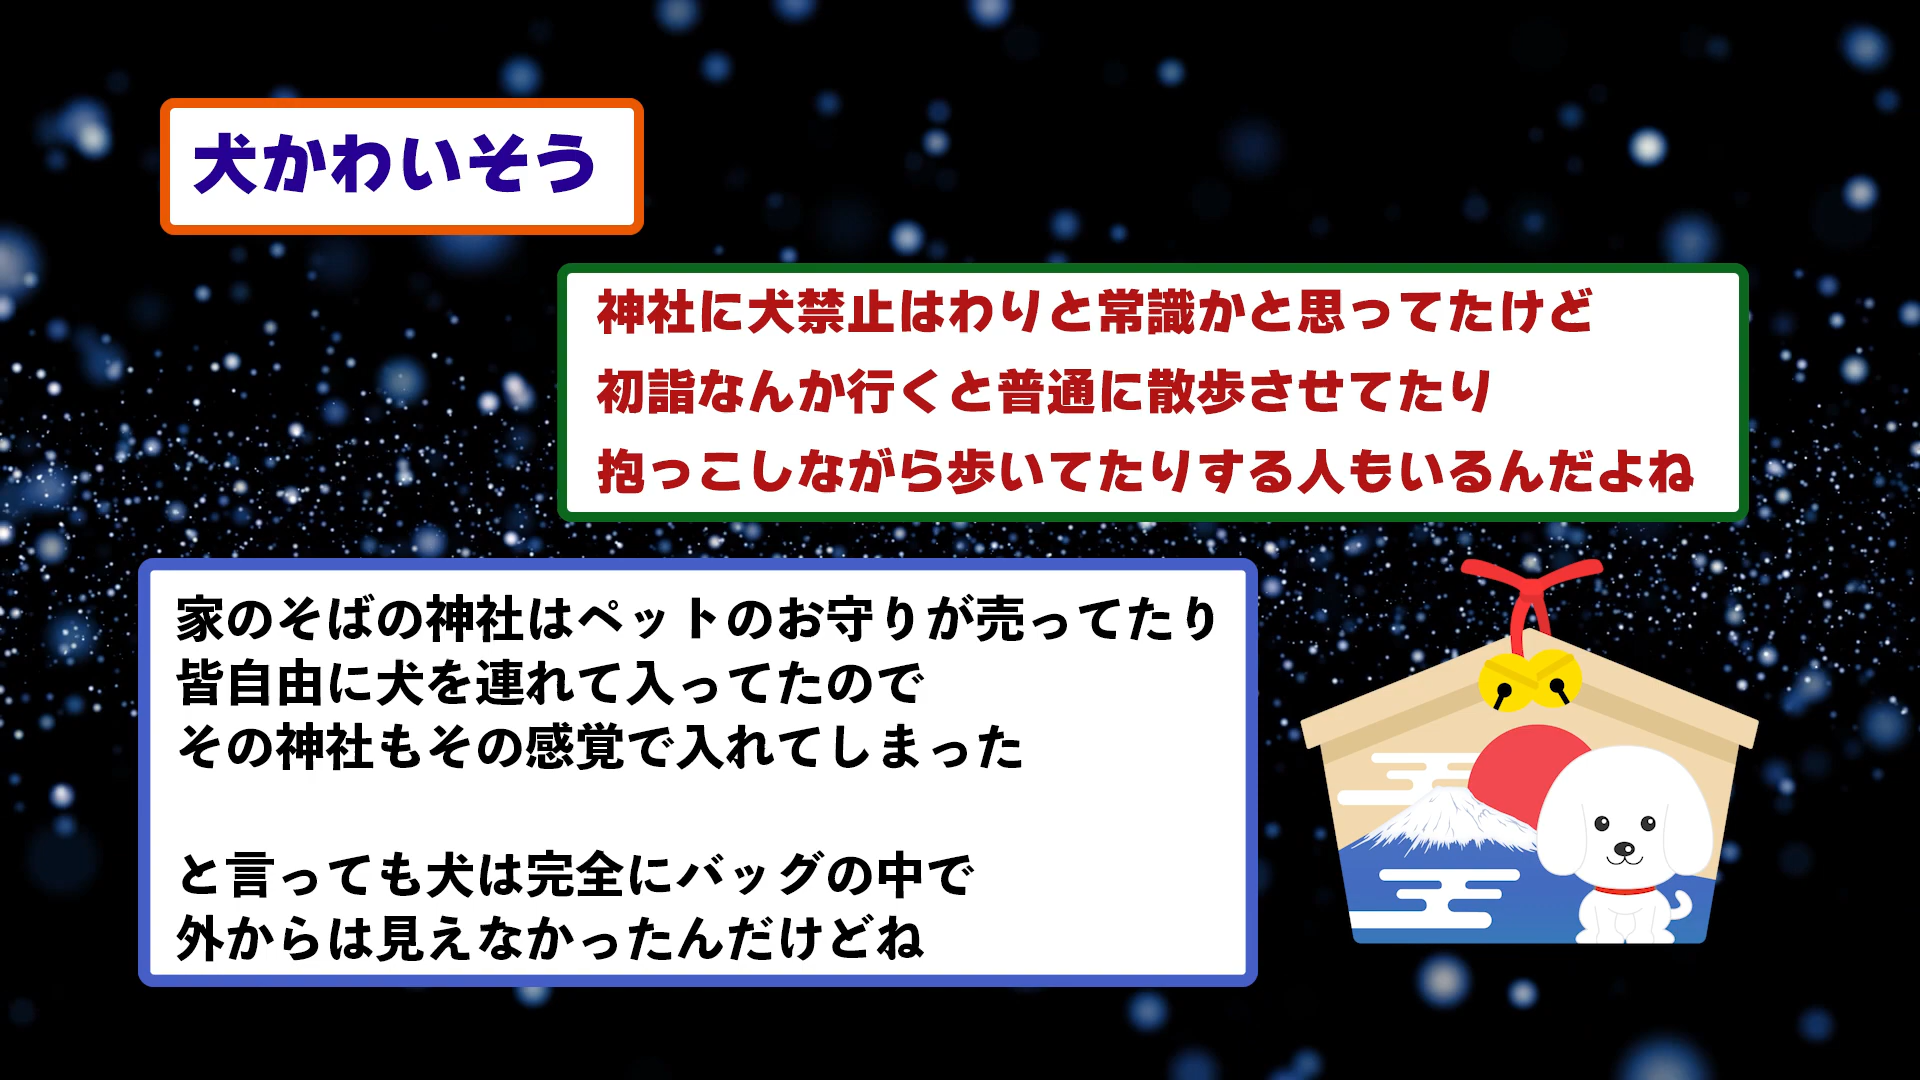 犬かわいそう
神社に犬禁止はわりと常識かと思ってたけど
初詣なんか行くと普通に散歩させてたり
抱っこしながら歩いてたりする人もいるんだよね
家のそばの神社はペットのお守りが売ってたり
皆自由に犬を連れて入ってたので
その神社もその感覚で入れてしまった
と言っても犬は完全にバッグの中で
外からは見えなかったんだけどね